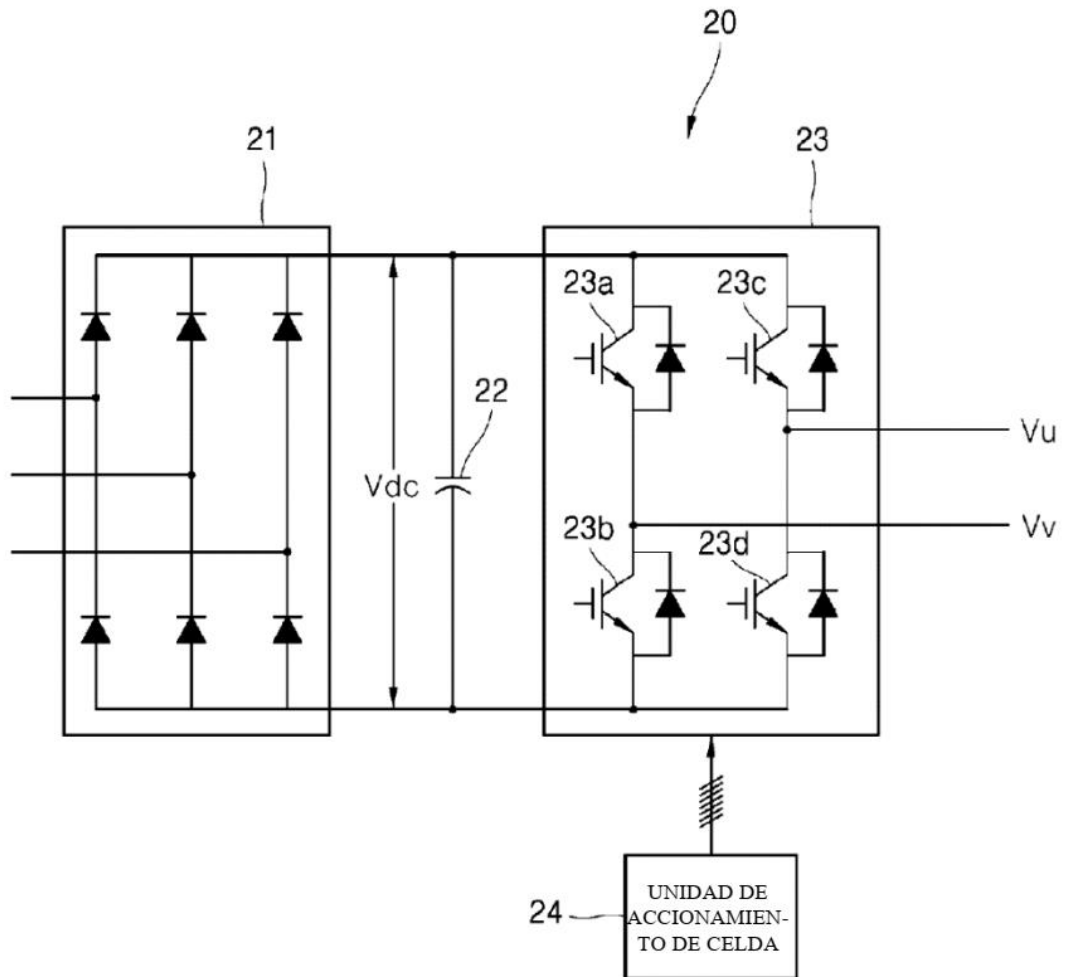 20
21
23
23a
23c
22
Vu
Vdc
Vv
23b
23d
24
UNIDAD DE
ACCIONAMIEN-
TO DE CELDA